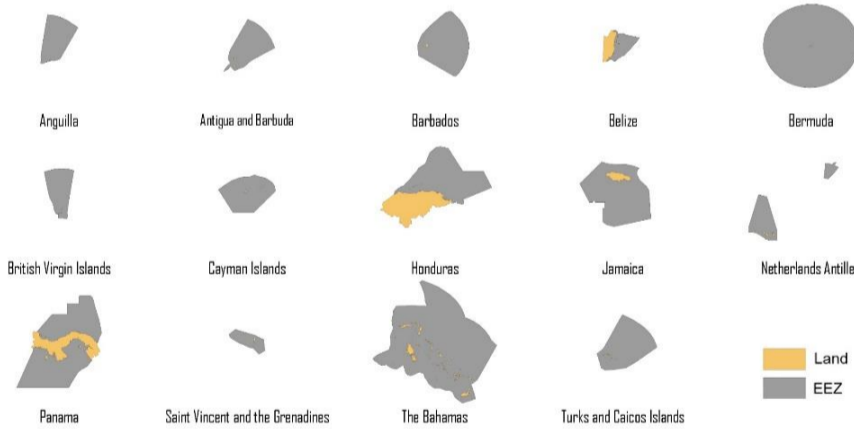 Anguilla
Antigua and Barbuda
Barbados
Belize
Bermuda
British Virgin Islands
Cayman Islands
Honduras
Jamaica
Netherlands Antille
Panama
Saint Vincent and the Grenadines
The Bahamas
Turks and Caicos Islands
Land
EEZ